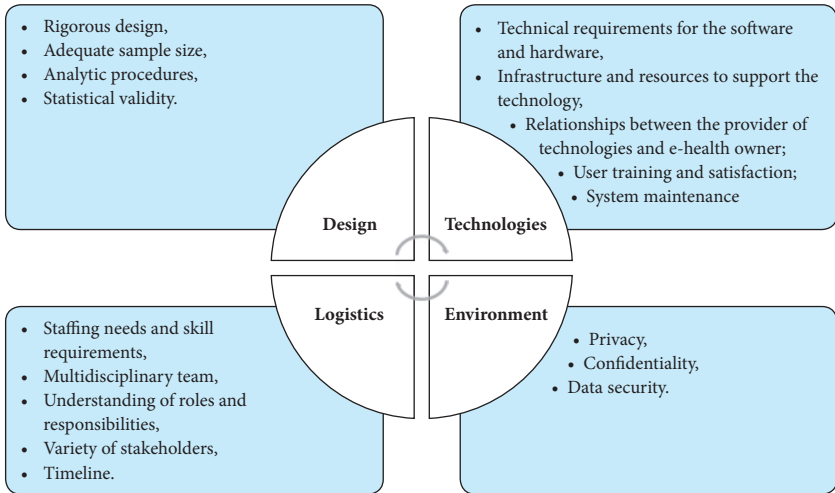 • Rigorous design,
• Adequate sample size,
• Analytic procedures,
• Statistical validity.
• Technical requirements for the software
and hardware,
• Infrastructure and resources to support the
technology,
• Relationships between the provider of
technologies and e-health owner;
• User training and satisfaction;
• System maintenance
Design
Technologies
Logistics
Environment
• Staffing needs and skill
requirements,
• Multidisciplinary team,
• Understanding of roles and
responsibilities,
• Variety of stakeholders,
• Timeline.
• Privacy,
• Confidentiality,
• Data security.